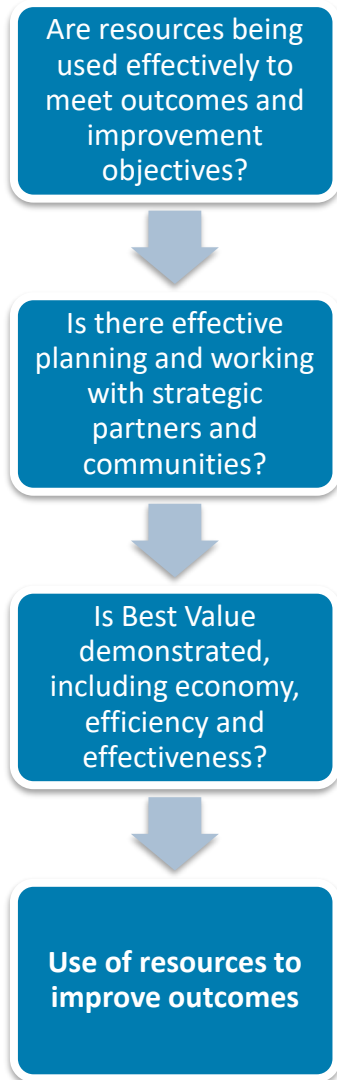 Are resources being
used effectively to
meet outcomes and
improvement
objectives?
Is there effective
planning and working
with strategic
partners and
communities?
Is Best Value
demonstrated,
including economy,
efficiency and
effectiveness?
Use of resources to
improve outcomes